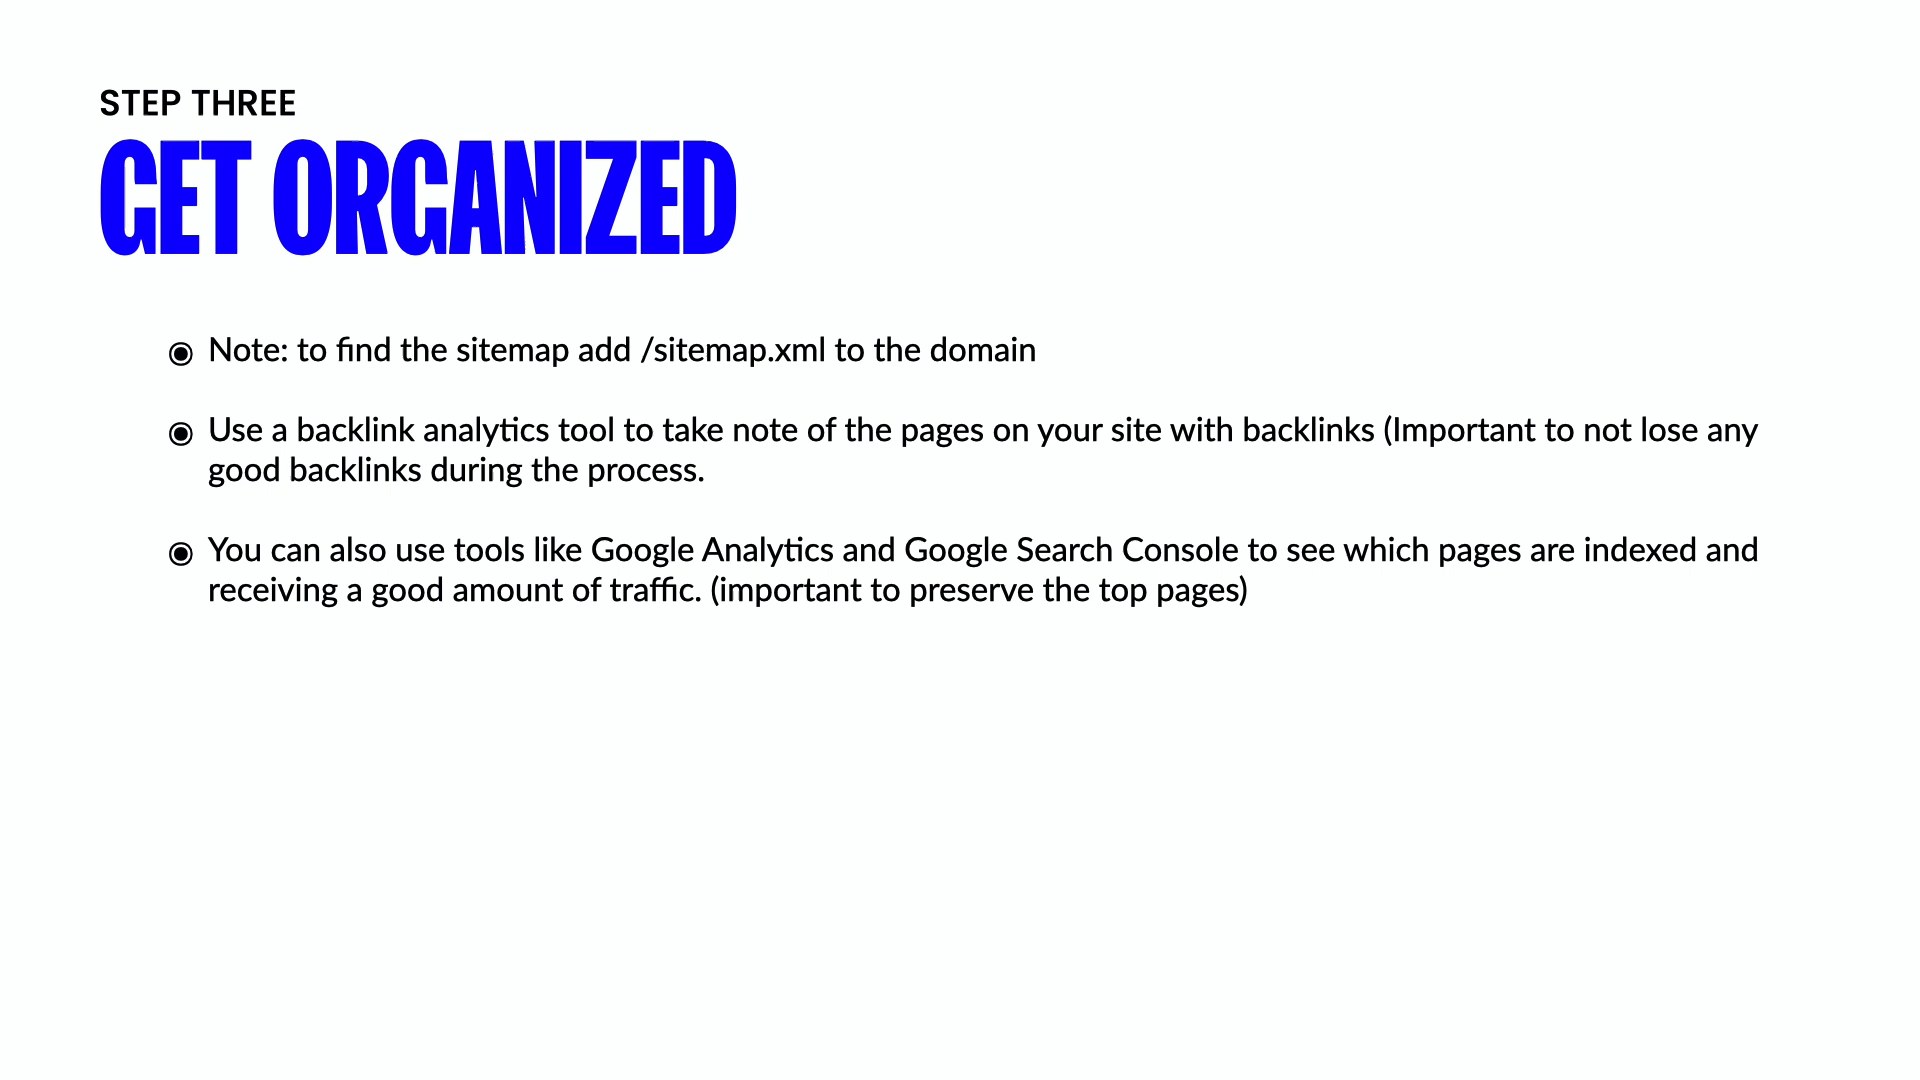 STEP THREE
GET ORGANIZED
◉ Note: to find the sitemap add /sitemap.xml to the domain
◉ Use a backlink analytics tool to take note of the pages on your site with backlinks (Important to not lose any
good backlinks during the process.
◉ You can also use tools like Google Analytics and Google Search Console to see which pages are indexed and
receiving a good amount of traffic. (important to preserve the top pages)